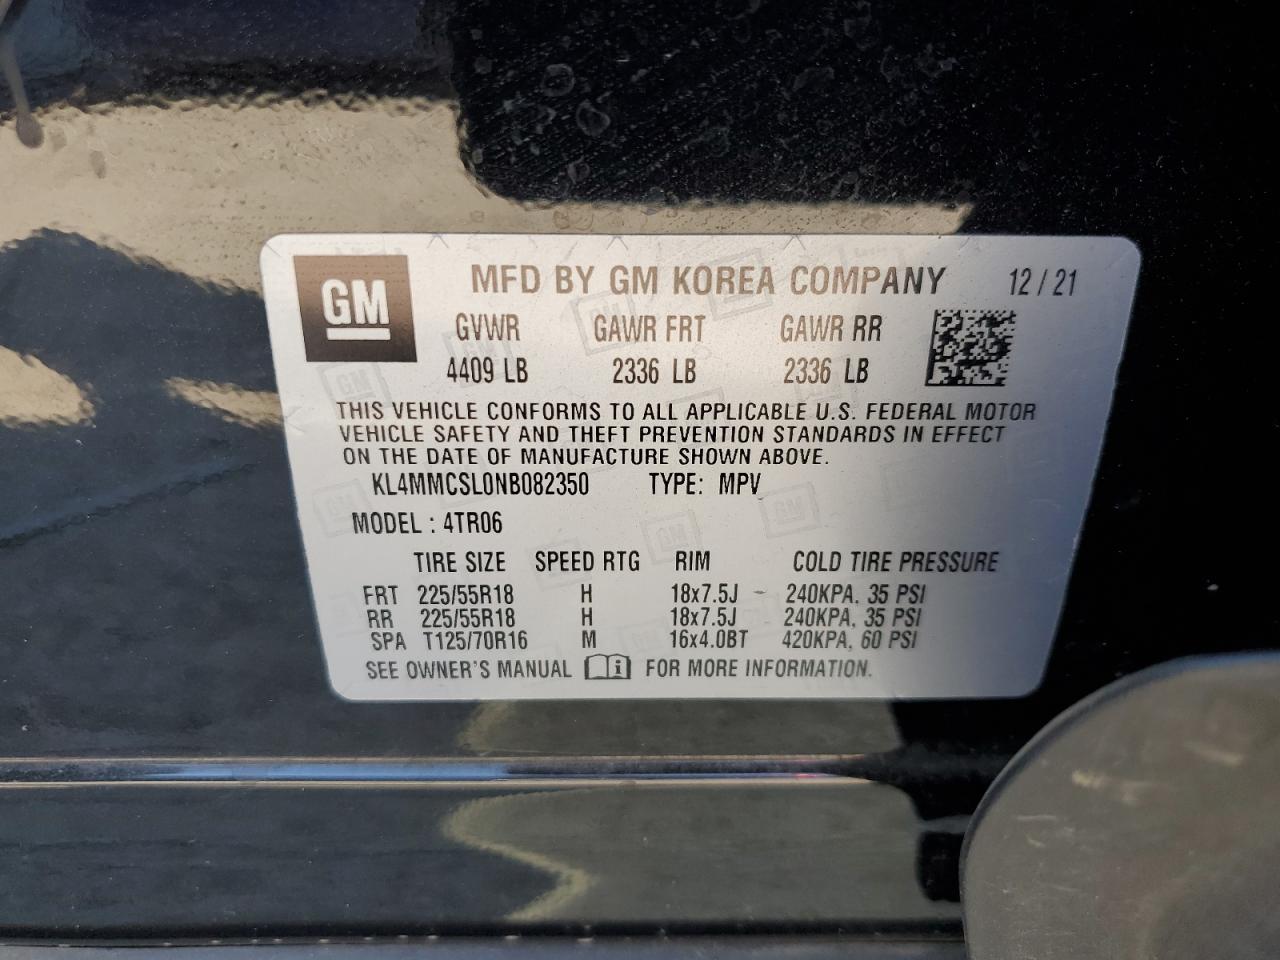 GM
MFD BY GM KOREA COMPANY 12/21
GVWR GAWR FRT GAWR RR
4409 LB 2336 LB 2336 LB
THIS VEHICLE CONFORMS TO ALL APPLICABLE U.S. FEDERAL MOTOR
VEHICLE SAFETY AND THEFT PREVENTION STANDARDS IN EFFECT
ON THE DATE OF MANUFACTURE SHOWN ABOVE.
KL4MMCSL0NB082350 TYPE: MPV
MODEL : 4TR06
TIRE SIZE SPEED RTG RIM COLD TIRE PRESSURE
FRT 225/55R18 H 18x7.5J 240KPA, 35 PSI
RR 225/55R18 H 18x7.5J 240KPA, 35 PSI
SPA T125/70R16 M 16x4.0BT 420KPA, 60 PSI
SEE OWNER'S MANUAL i FOR MORE INFORMATION.